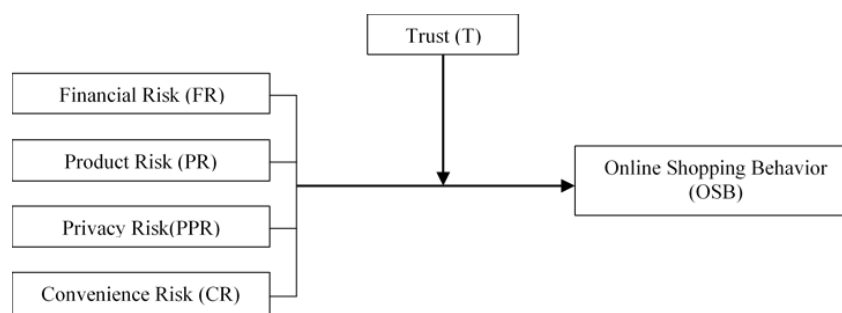 Trust (T)
Financial Risk (FR)
Product Risk (PR)
Privacy Risk(PPR)
Convenience Risk (CR)
Online Shopping Behavior
(OSB)